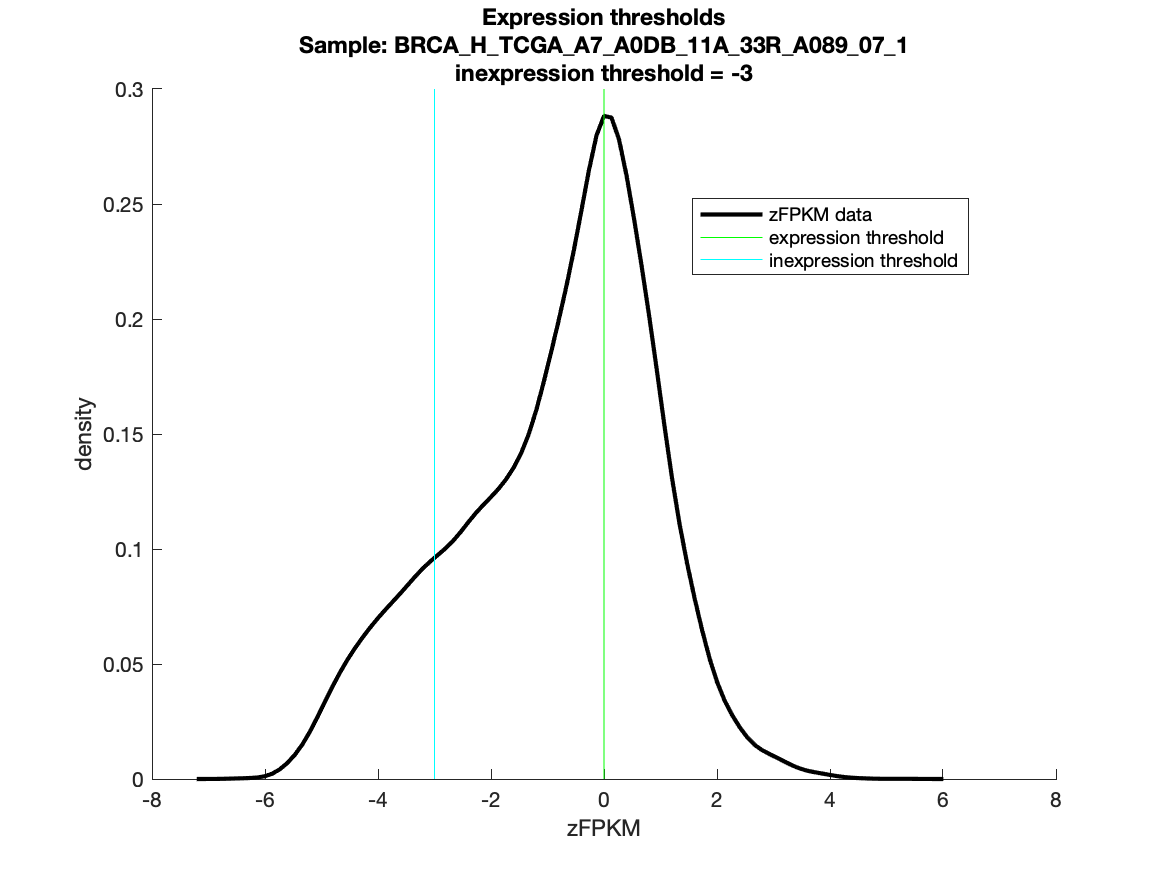 Expression thresholds
Sample: BRCA_H_TCGA_A7_A0DB_11A_33R_A089_07_1
inexpression threshold = -3
0.3
0.25
0.2
0.15
0.1
0.05
0
density
zFPKM data
expression threshold
inexpression threshold
-8 -6 -4 -2 0 2 4 6 8
zFPKM